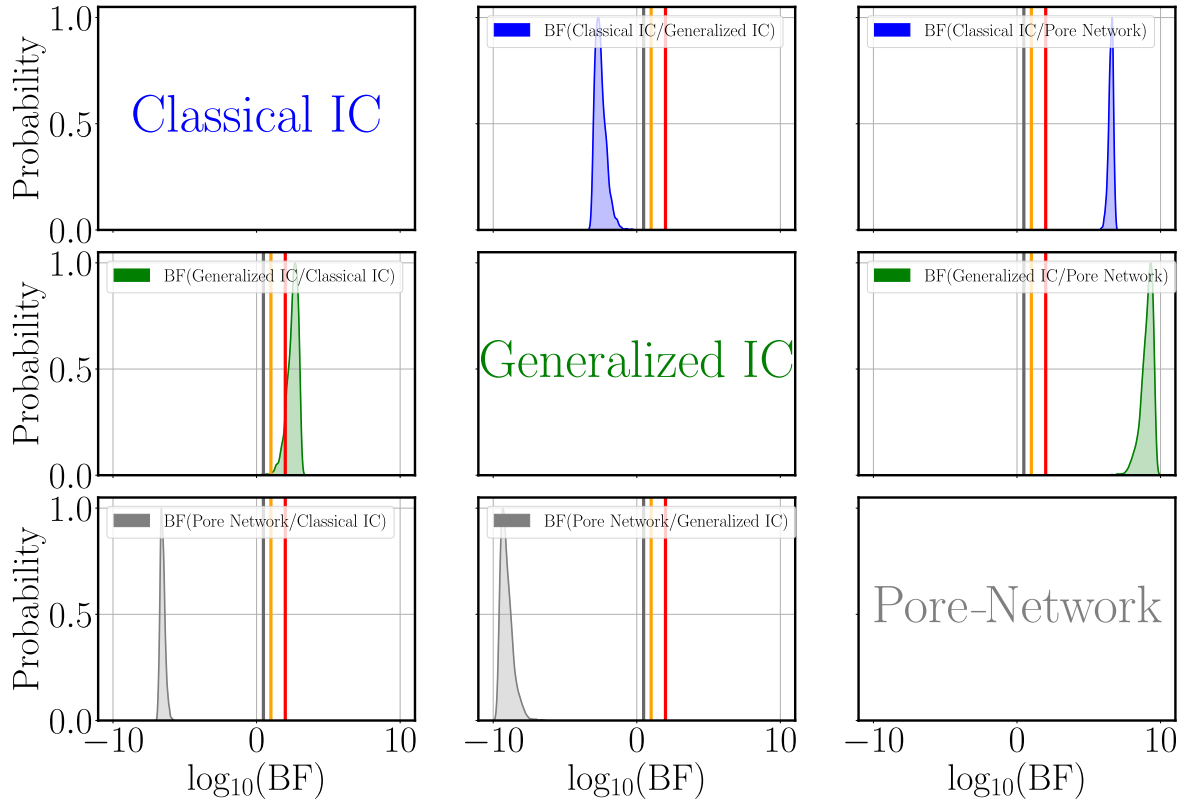 1.0
0.5
0.0
Probability
Classical IC
BF(Classical IC/Generalized IC)
BF(Classical IC/Pore Network)
1.0
0.5
0.0
Probability
BF(Generalized IC/Classical IC)
Generalized IC
BF(Generalized IC/Pore Network)
1.0
0.5
0.0
Probability
BF(Pore Network/Classical IC)
BF(Pore Network/Generalized IC)
Pore-Network
−10 0 10
−10 0 10
−10 0 10
log₁₀(BF)
log₁₀(BF)
log₁₀(BF)